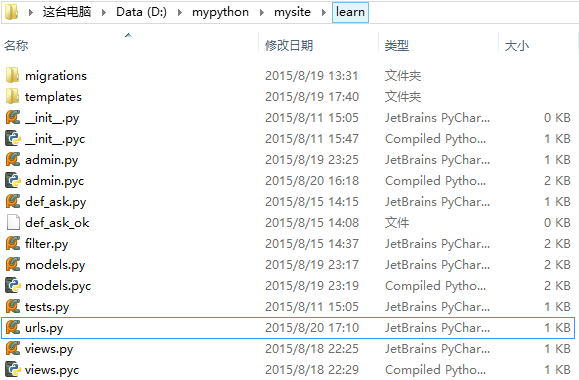 这台电脑 Data (D:) mypython mysite learn
名称 修改日期 类型 大小
migrations 2015/8/19 13:31 文件夹
templates 2015/8/19 17:40 文件夹
__init__.py 2015/8/11 15:05 JetBrains PyChar... 0 KB
__init__.pyc 2015/8/11 15:47 Compiled Pytho... 1 KB
admin.py 2015/8/19 23:25 JetBrains PyChar... 1 KB
admin.pyc 2015/8/20 16:18 Compiled Pytho... 2 KB
def_ask.py 2015/8/15 14:15 JetBrains PyChar... 1 KB
def_ask_ok 2015/8/15 14:08 文件 0 KB
filter.py 2015/8/15 14:37 JetBrains PyChar... 2 KB
models.py 2015/8/19 23:17 JetBrains PyChar... 2 KB
models.pyc 2015/8/19 23:19 Compiled Pytho... 2 KB
tests.py 2015/8/11 15:05 JetBrains PyChar... 1 KB
urls.py 2015/8/20 17:10 JetBrains PyChar... 1 KB
views.py 2015/8/18 22:25 JetBrains PyChar... 1 KB
views.pyc 2015/8/18 22:29 Compiled Pytho... 1 KB